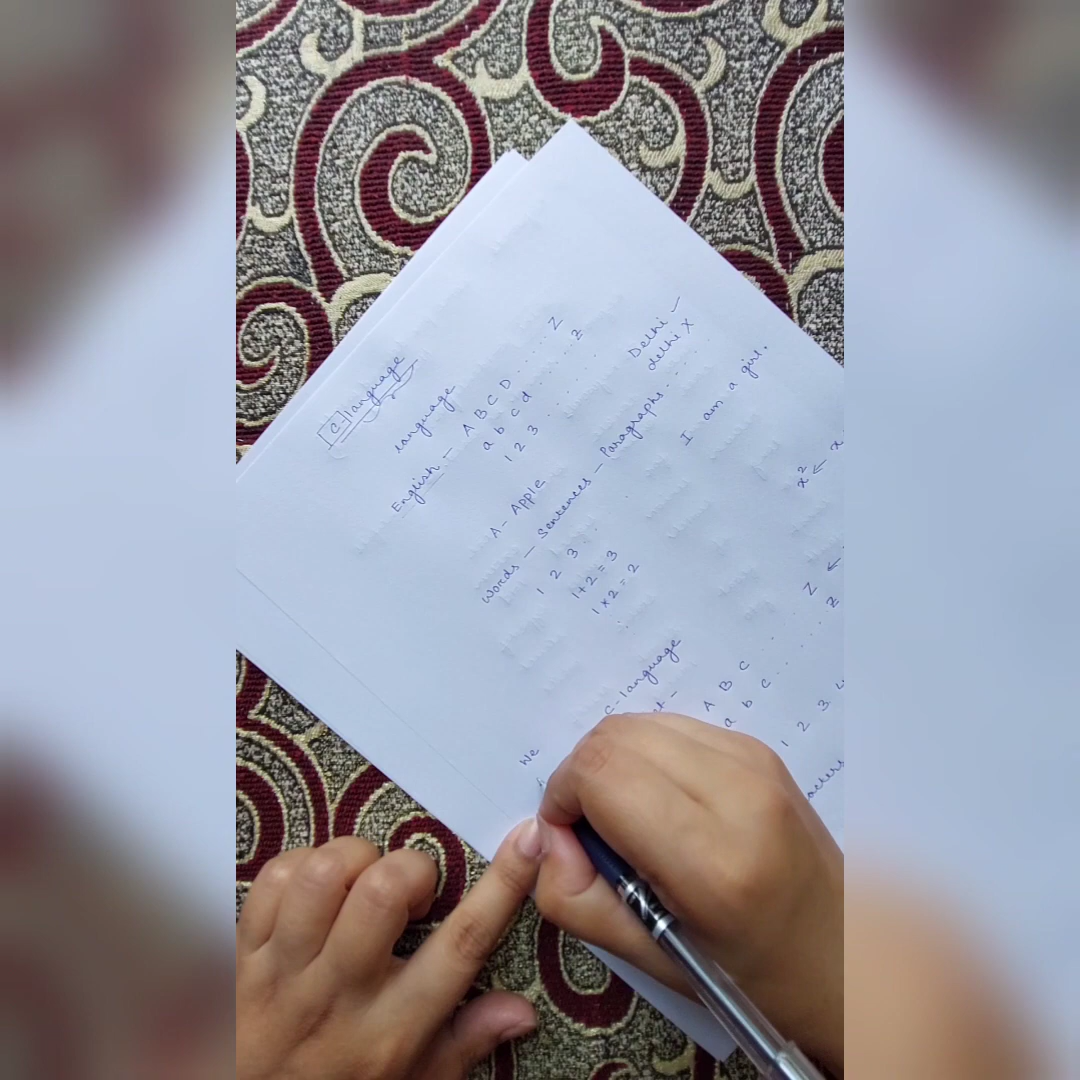 C-language
Language
English - A B C D ...... Z
a b c d ...... z
1 2 3 ......
A - Apple
Words - Sentences - Paragraphs ....
Delhi -
delhi X
1 2 3 ..
1+2 = 3
1 × 2 = 2
I am a girl.
x² ← x
C-language
A B C .... Z ←
a b c ..... z
1 2 3
We